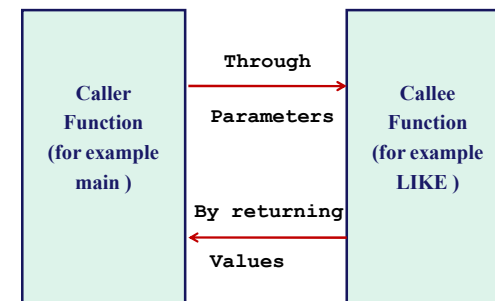 Caller
Function
(for example
main )
Through
Parameters
By returning
Values
Callee
Function
(for example
LIKE )